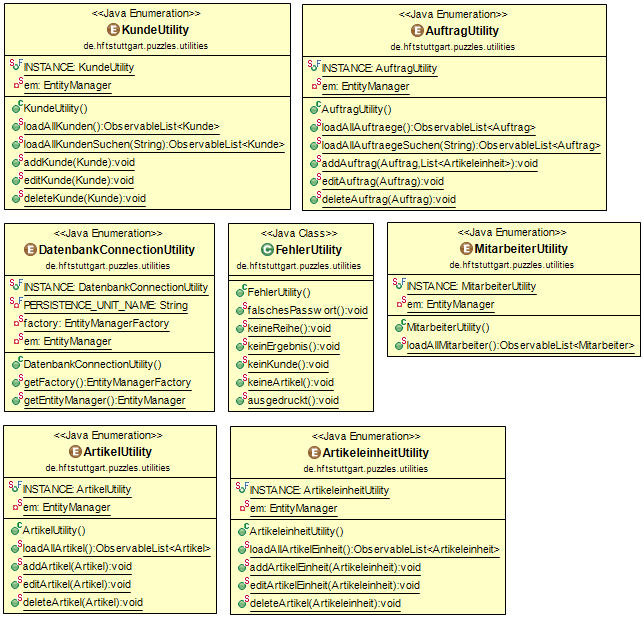 <<Java Enumeration>>
KundeUtility
de.hftstuttgart.puzzles.utilities
INSTANCE: KundeUtility
em: EntityManager
KundeUtility()
loadAllKunden():ObservableList<Kunde>
loadAllKundenSuchen(String):ObservableList<Kunde>
addKunde(Kunde):void
editKunde(Kunde):void
deleteKunde(Kunde):void
<<Java Enumeration>>
AuftragUtility
de.hftstuttgart.puzzles.utilities
INSTANCE: AuftragUtility
em: EntityManager
AuftragUtility()
loadAllAuftraege():ObservableList<Auftrag>
loadAllAuftraegeSuchen(String):ObservableList<Auftrag>
addAuftrag(Auftrag,List<Artikeleinheit>):void
editAuftrag(Auftrag):void
deleteAuftrag(Auftrag):void
<<Java Enumeration>>
DatenbankConnectionUtility
de.hftstuttgart.puzzles.utilities
INSTANCE: DatenbankConnectionUtility
PERSISTENCE_UNIT_NAME: String
factory: EntityManagerFactory
em: EntityManager
DatenbankConnectionUtility()
getFactory():EntityManagerFactory
getEntityManager():EntityManager
<<Java Class>>
FehlerUtility
de.hftstuttgart.puzzles.utilities
FehlerUtility()
falschesPasswort():void
keineReihe():void
keinErgebnis():void
keinKunde():void
keineArtikel():void
ausgedruckt():void
<<Java Enumeration>>
MitarbeiterUtility
de.hftstuttgart.puzzles.utilities
INSTANCE: MitarbeiterUtility
em: EntityManager
MitarbeiterUtility()
loadAllMitarbeiter():ObservableList<Mitarbeiter>
<<Java Enumeration>>
ArtikelUtility
de.hftstuttgart.puzzles.utilities
INSTANCE: ArtikelUtility
em: EntityManager
ArtikelUtility()
loadAllArtikel():ObservableList<Artikel>
addArtikel(Artikel):void
editArtikel(Artikel):void
deleteArtikel(Artikel):void
<<Java Enumeration>>
ArtikeleinheitUtility
de.hftstuttgart.puzzles.utilities
INSTANCE: ArtikeleinheitUtility
em: EntityManager
ArtikeleinheitUtility()
loadAllArtikelEinheit():ObservableList<Artikeleinheit>
addArtikelEinheit(Artikeleinheit):void
editArtikelEinheit(Artikeleinheit):void
deleteArtikel(Artikeleinheit):void